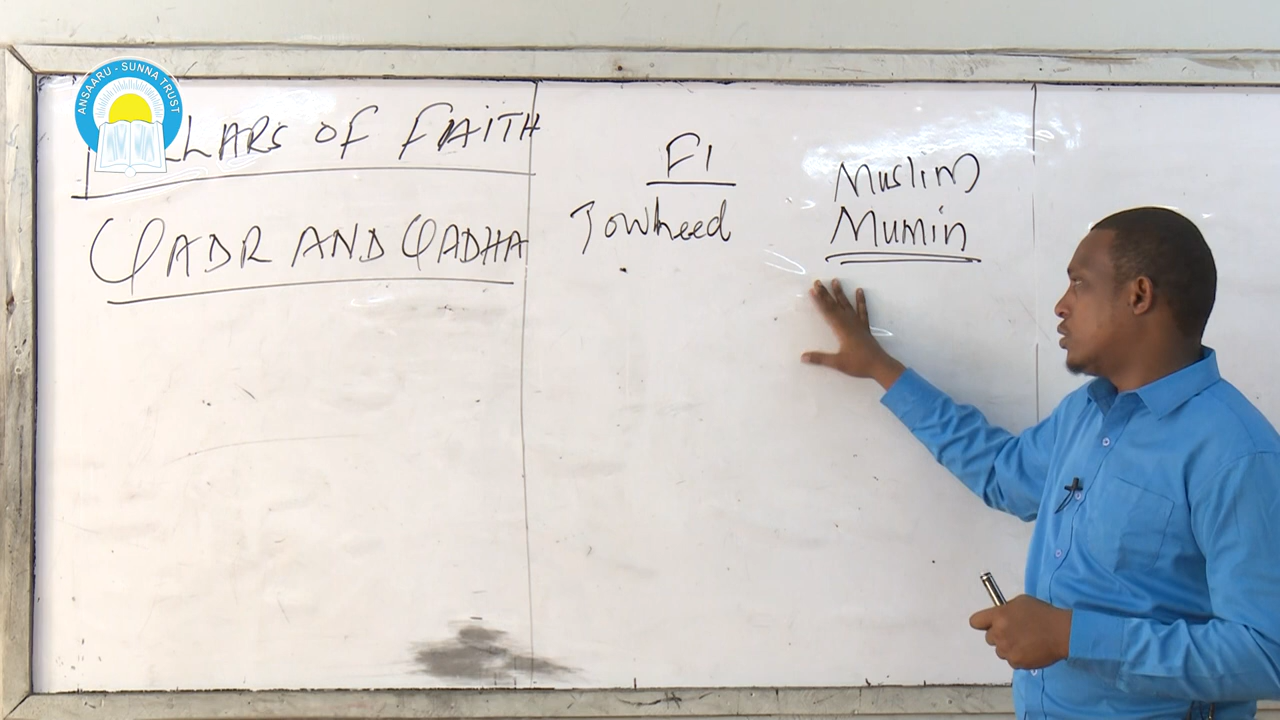 ANSAARU - SUNNA TRUST
LLARS OF FAITH
QADR AND QADHA
F1
Towheed
Muslim
Mumin